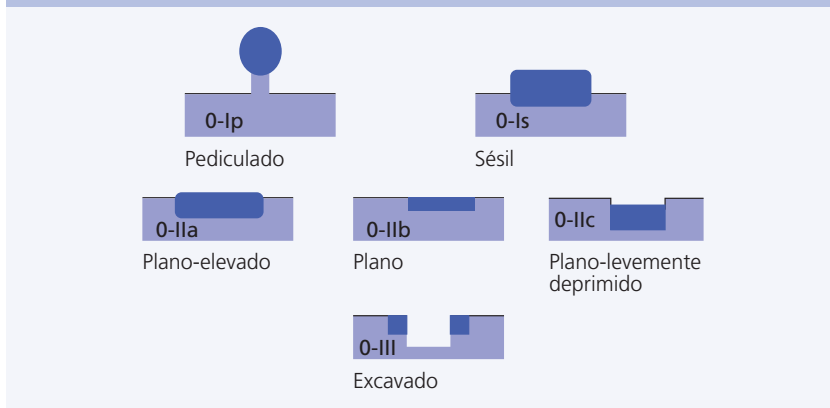 0-Ip
Pediculado
0-Is
Sésil
0-IIa
Plano-elevado
0-IIb
Plano
0-IIc
Plano-levemente
deprimido
0-III
Excavado